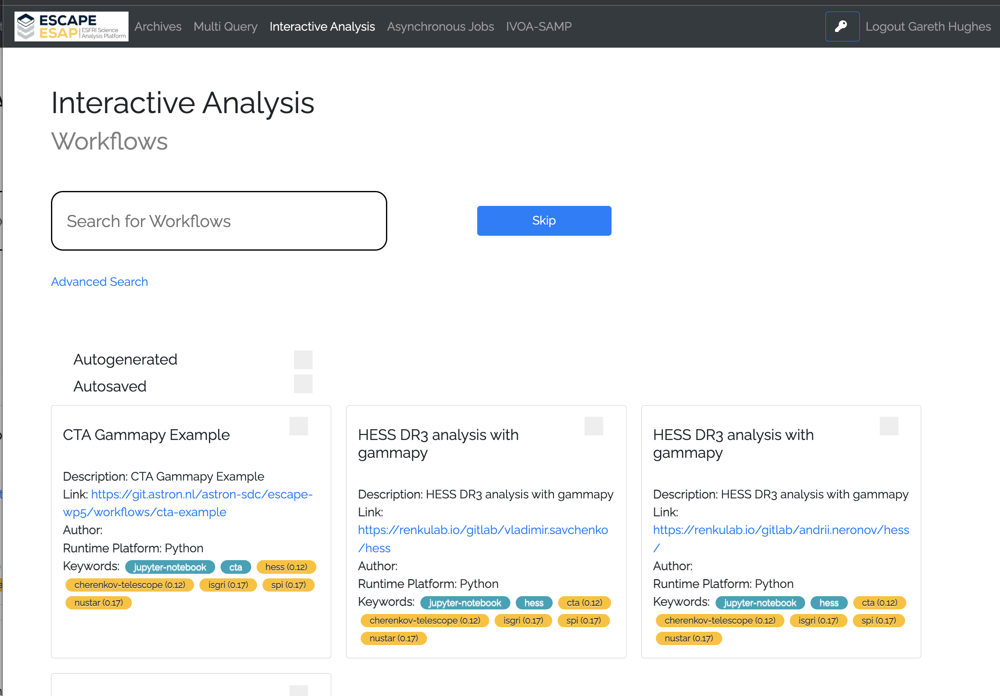 ESCAPE
ESAP ESFRI Science
Analysis Platform
Archives Multi Query Interactive Analysis Asynchronous Jobs IVOA-SAMP Logout Gareth Hughes
Interactive Analysis
Workflows
Search for Workflows
Skip
Advanced Search
Autogenerated
Autosaved
CTA Gammapy Example
Description: CTA Gammapy Example
Link: https://git.astron.nl/astron-sdc/escape-
wp5/workflows/cta-example
Author:
Runtime Platform: Python
Keywords: jupyter-notebook cta hess (0.12)
cherenkov-telescope (0.12) isgri (0.17) spi (0.17)
nustar (0.17)
HESS DR3 analysis with
gammapy
Description: HESS DR3 analysis with gammapy
Link:
https://renkulab.io/gitlab/vladimir.savchenko
/hess
Author:
Runtime Platform: Python
Keywords: jupyter-notebook hess cta (0.12)
cherenkov-telescope (0.12) isgri (0.17) spi (0.17)
nustar (0.17)
HESS DR3 analysis with
gammapy
Description: HESS DR3 analysis with gammapy
Link:
https://renkulab.io/gitlab/andrii.neronov/hess
/
Author:
Runtime Platform: Python
Keywords: jupyter-notebook hess cta (0.12)
cherenkov-telescope (0.12) isgri (0.17) spi (0.17)
nustar (0.17)